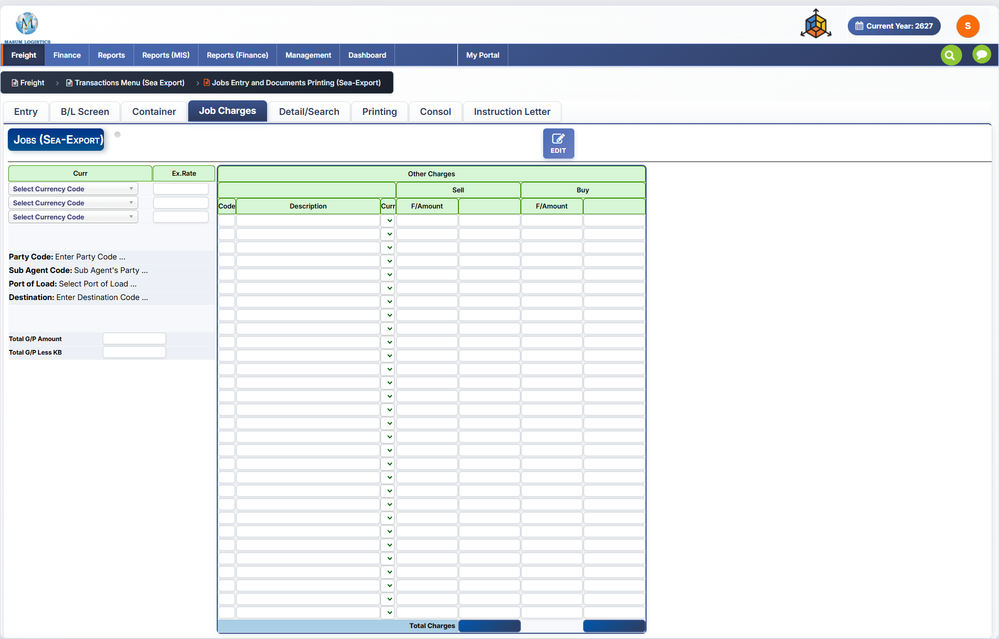 M
MASUM LOGISTICS
Current Year: 2627
S
Freight
Finance
Reports
Reports (MIS)
Reports (Finance)
Management
Dashboard
My Portal
Freight › Transactions Menu (Sea Export) › Jobs Entry and Documents Printing (Sea-Export)
Entry
B/L Screen
Container
Job Charges
Detail/Search
Printing
Consol
Instruction Letter
Jobs (Sea-Export)
EDIT
Curr
Ex.Rate
Select Currency Code
Select Currency Code
Select Currency Code
Party Code: Enter Party Code ...
Sub Agent Code: Sub Agent's Party ...
Port of Load: Select Port of Load ...
Destination: Enter Destination Code ...
Total G/P Amount
Total G/P Less KB
Other Charges
Sell
Buy
Code
Description
Curr
F/Amount
F/Amount
Total Charges